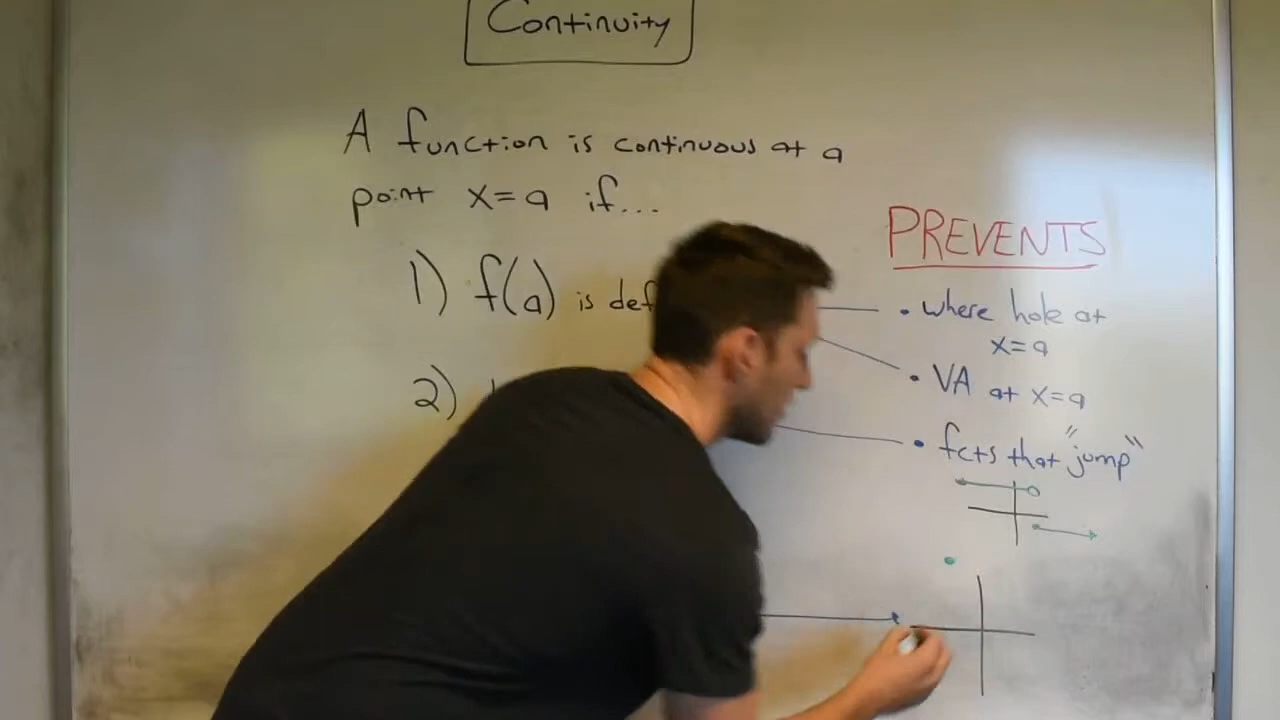 Continuity
A function is continuous at a
point x=a if...
PREVENTS
1) f(a) is def
• where hole at
x=a
• VA at x=a
2)
• fcts that "jump"